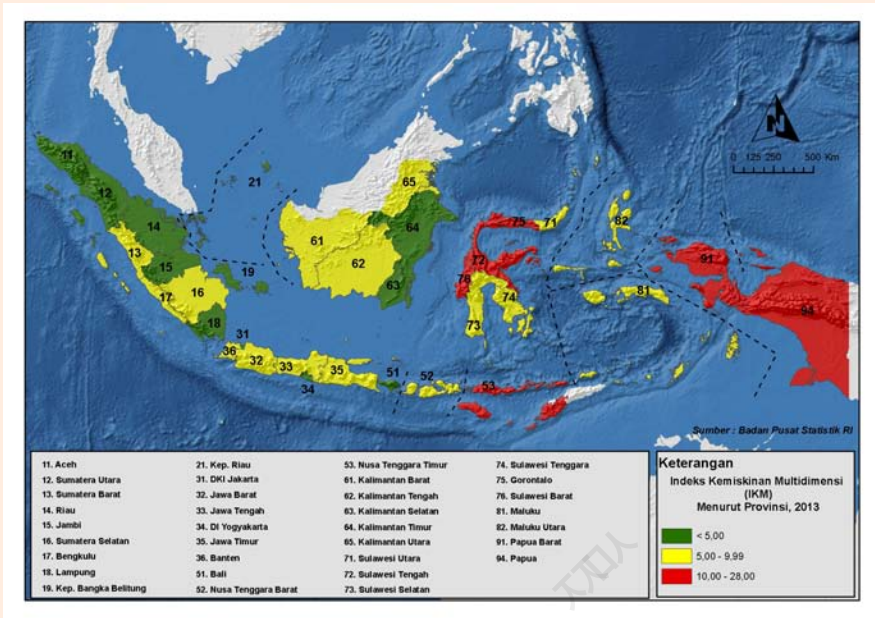 N
0 125 250 500 Km
11
12
21
65
14
64
75
71
82
13
61
72
91
15
19
62
76
17
16
63
74
81
94
18
73
31
36
32
33
35
51
52
53
34
Sumber : Badan Pusat Statistik RI
11. Aceh
12. Sumatera Utara
13. Sumatera Barat
14. Riau
15. Jambi
16. Sumatera Selatan
17. Bengkulu
18. Lampung
19. Kep. Bangka Belitung
21. Kep. Riau
31. DKI Jakarta
32. Jawa Barat
33. Jawa Tengah
34. DI Yogyakarta
35. Jawa Timur
36. Banten
51. Bali
52. Nusa Tenggara Barat
53. Nusa Tenggara Timur
61. Kalimantan Barat
62. Kalimantan Tengah
63. Kalimantan Selatan
64. Kalimantan Timur
65. Kalimantan Utara
71. Sulawesi Utara
72. Sulawesi Tengah
73. Sulawesi Selatan
74. Sulawesi Tenggara
75. Gorontalo
76. Sulawesi Barat
81. Maluku
82. Maluku Utara
91. Papua Barat
94. Papua
Keterangan
Indeks Kemiskinan Multidimensi
(IKM)
Menurut Provinsi, 2013
< 5,00
5,00 - 9,99
10,00 - 28,00